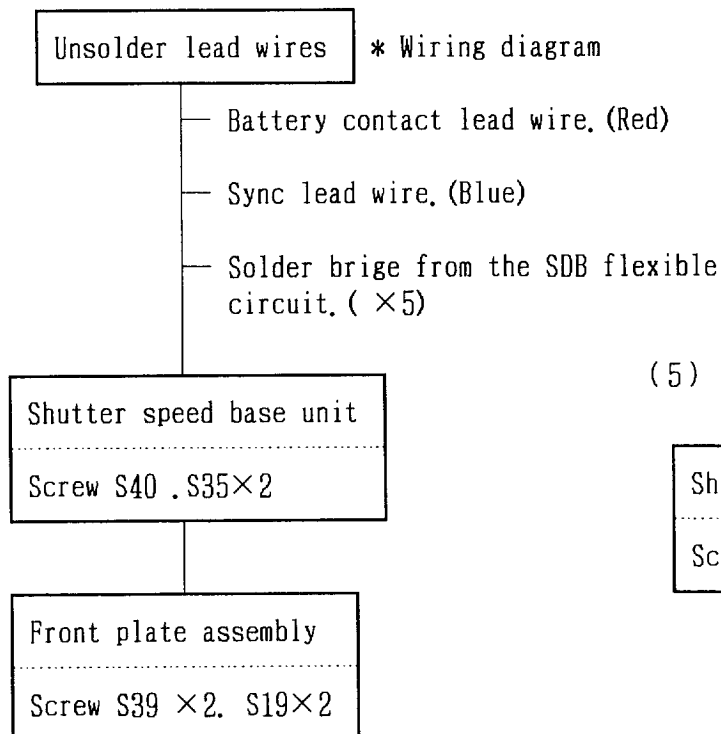 Unsolder lead wires
* Wiring diagram
Battery contact lead wire. (Red)
Sync lead wire. (Blue)
Solder brige from the SDB flexible
circuit. ( ×5)
(5)
Shutter speed base unit
Screw S40 .S35×2
Sh
Sc
Front plate assembly
Screw S39 ×2. S19×2